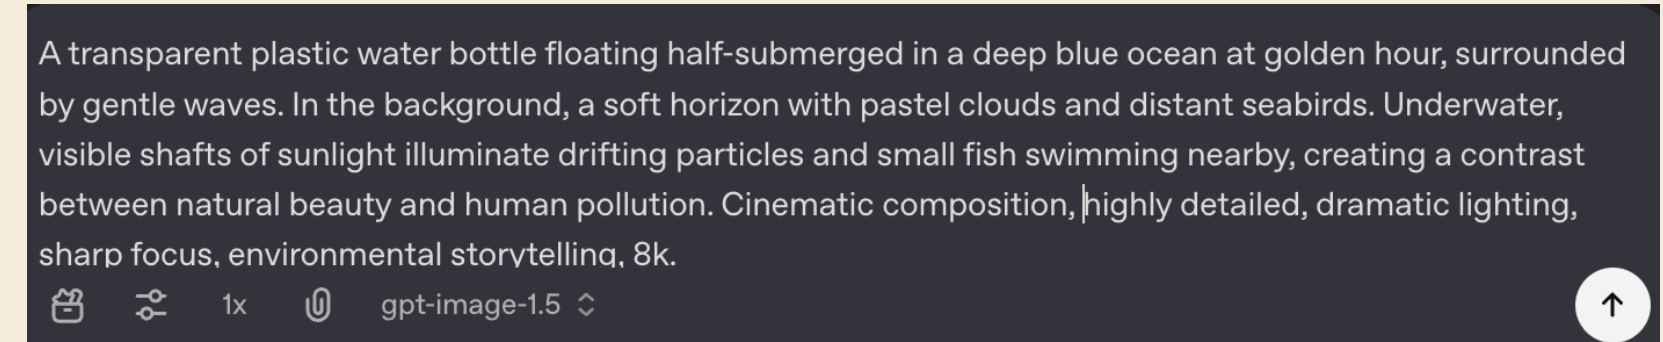 A transparent plastic water bottle floating half-submerged in a deep blue ocean at golden hour, surrounded
by gentle waves. In the background, a soft horizon with pastel clouds and distant seabirds. Underwater,
visible shafts of sunlight illuminate drifting particles and small fish swimming nearby, creating a contrast
between natural beauty and human pollution. Cinematic composition, highly detailed, dramatic lighting,
sharp focus, environmental storytelling, 8k.
1x gpt-image-1.5